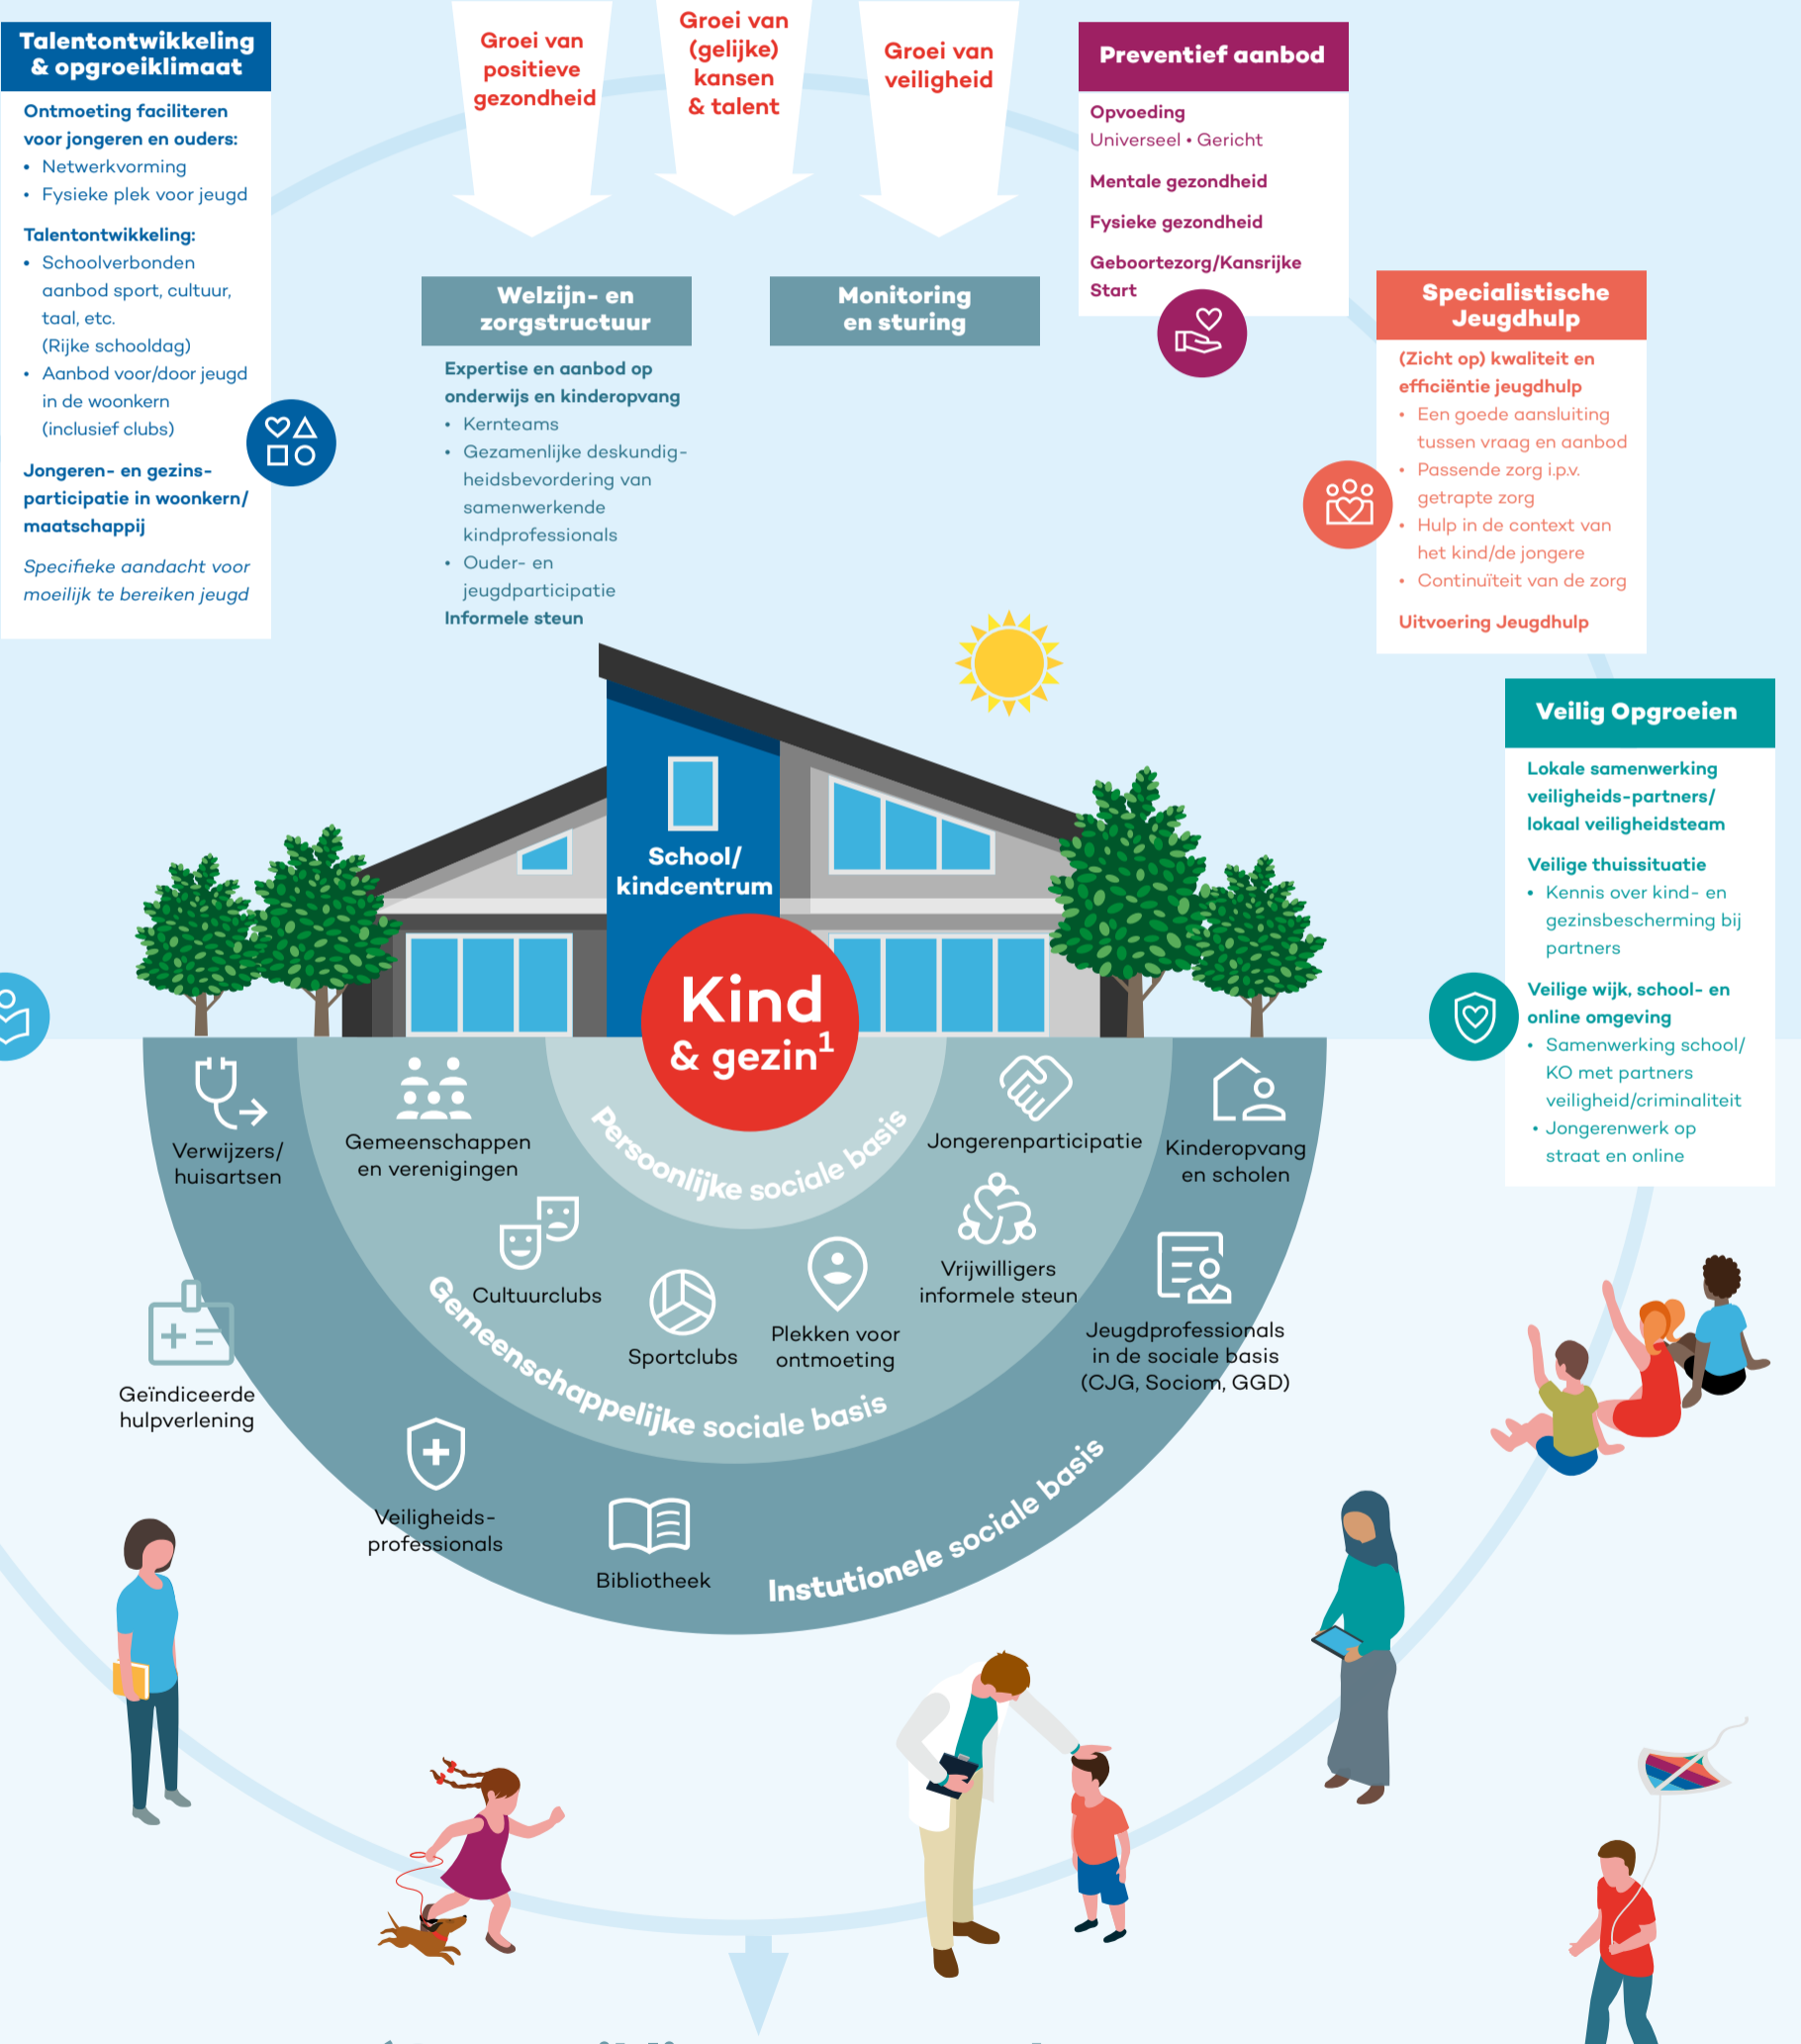 Talentontwikkeling
& opgroeiklimaat
Ontmoeting faciliteren
voor jongeren en ouders:
• Netwerkvorming
• Fysieke plek voor jeugd
Talentontwikkeling:
• Schoolverbonden
aanbod sport, cultuur,
taal, etc.
(Rijke schooldag)
• Aanbod voor/door jeugd
in de woonkern
(inclusief clubs)
Jongeren- en gezins-
participatie in woonkern/
maatschappij
Specifieke aandacht voor
moeilijk te bereiken jeugd
Groei van
positieve
gezondheid
Groei van
(gelijke)
kansen
& talent
Groei van
veiligheid
Welzijn- en
zorgstructuur
Expertise en aanbod op
onderwijs en kinderopvang
• Kernteams
• Gezamenlijke deskundig-
heidsbevordering van
samenwerkende
kindprofessionals
• Ouder- en
jeugdparticipatie
Informele steun
Monitoring
en sturing
Preventief aanbod
Opvoeding
Universeel • Gericht
Mentale gezondheid
Fysieke gezondheid
Geboortezorg/Kansrijke
Start
Specialistische
Jeugdhulp
(Zicht op) kwaliteit en
efficiëntie jeugdhulp
• Een goede aansluiting
tussen vraag en aanbod
• Passende zorg i.p.v.
getrapte zorg
• Hulp in de context van
het kind/de jongere
• Continuïteit van de zorg
Uitvoering Jeugdhulp
Veilig Opgroeien
Lokale samenwerking
veiligheids-partners/
lokaal veiligheidsteam
Veilige thuissituatie
• Kennis over kind- en
gezinsbescherming bij
partners
Veilige wijk, school- en
online omgeving
• Samenwerking school/
KO met partners
veiligheid/criminaliteit
• Jongerenwerk op
straat en online
School/
kindcentrum
Kind
& gezin¹
Persoonlijke sociale basis
Verwijzers/
huisartsen
Gemeenschappen
en verenigingen
Jongerenparticipatie
Kinderopvang
en scholen
Cultuurclubs
Sportclubs
Plekken voor
ontmoeting
Vrijwilligers
informele steun
Gemeenschappelijke sociale basis
Jeugdprofessionals
in de sociale basis
(CJG, Sociom, GGD)
Geïndiceerde
hulpverlening
Veiligheids-
professionals
Bibliotheek
Instutionele sociale basis